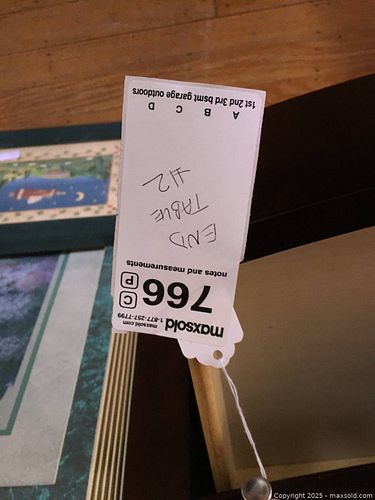 maxsold
maxsold.com
1-877-257-7799
766
C
P
notes and measurements
END
TABLE
#2
A B C D
1st 2nd 3rd bsmt garage outdoors
Copyright 2025 - maxsold.com